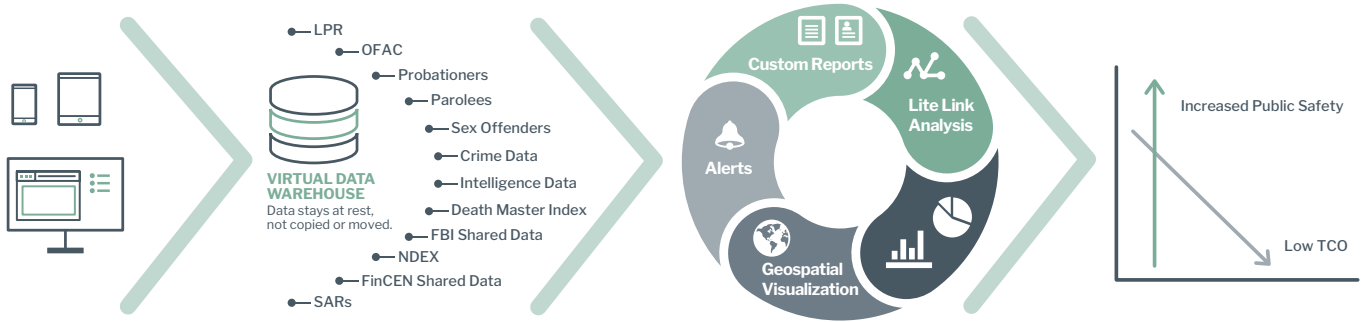 LPR
OFAC
Probationers
Parolees
Sex Offenders
Crime Data
Intelligence Data
Death Master Index
FBI Shared Data
NDEX
FinCEN Shared Data
SARs
VIRTUAL DATA
WAREHOUSE
Data stays at rest,
not copied or moved.
Custom Reports
Lite Link
Analysis
Alerts
Geospatial
Visualization
Increased Public Safety
Low TCO